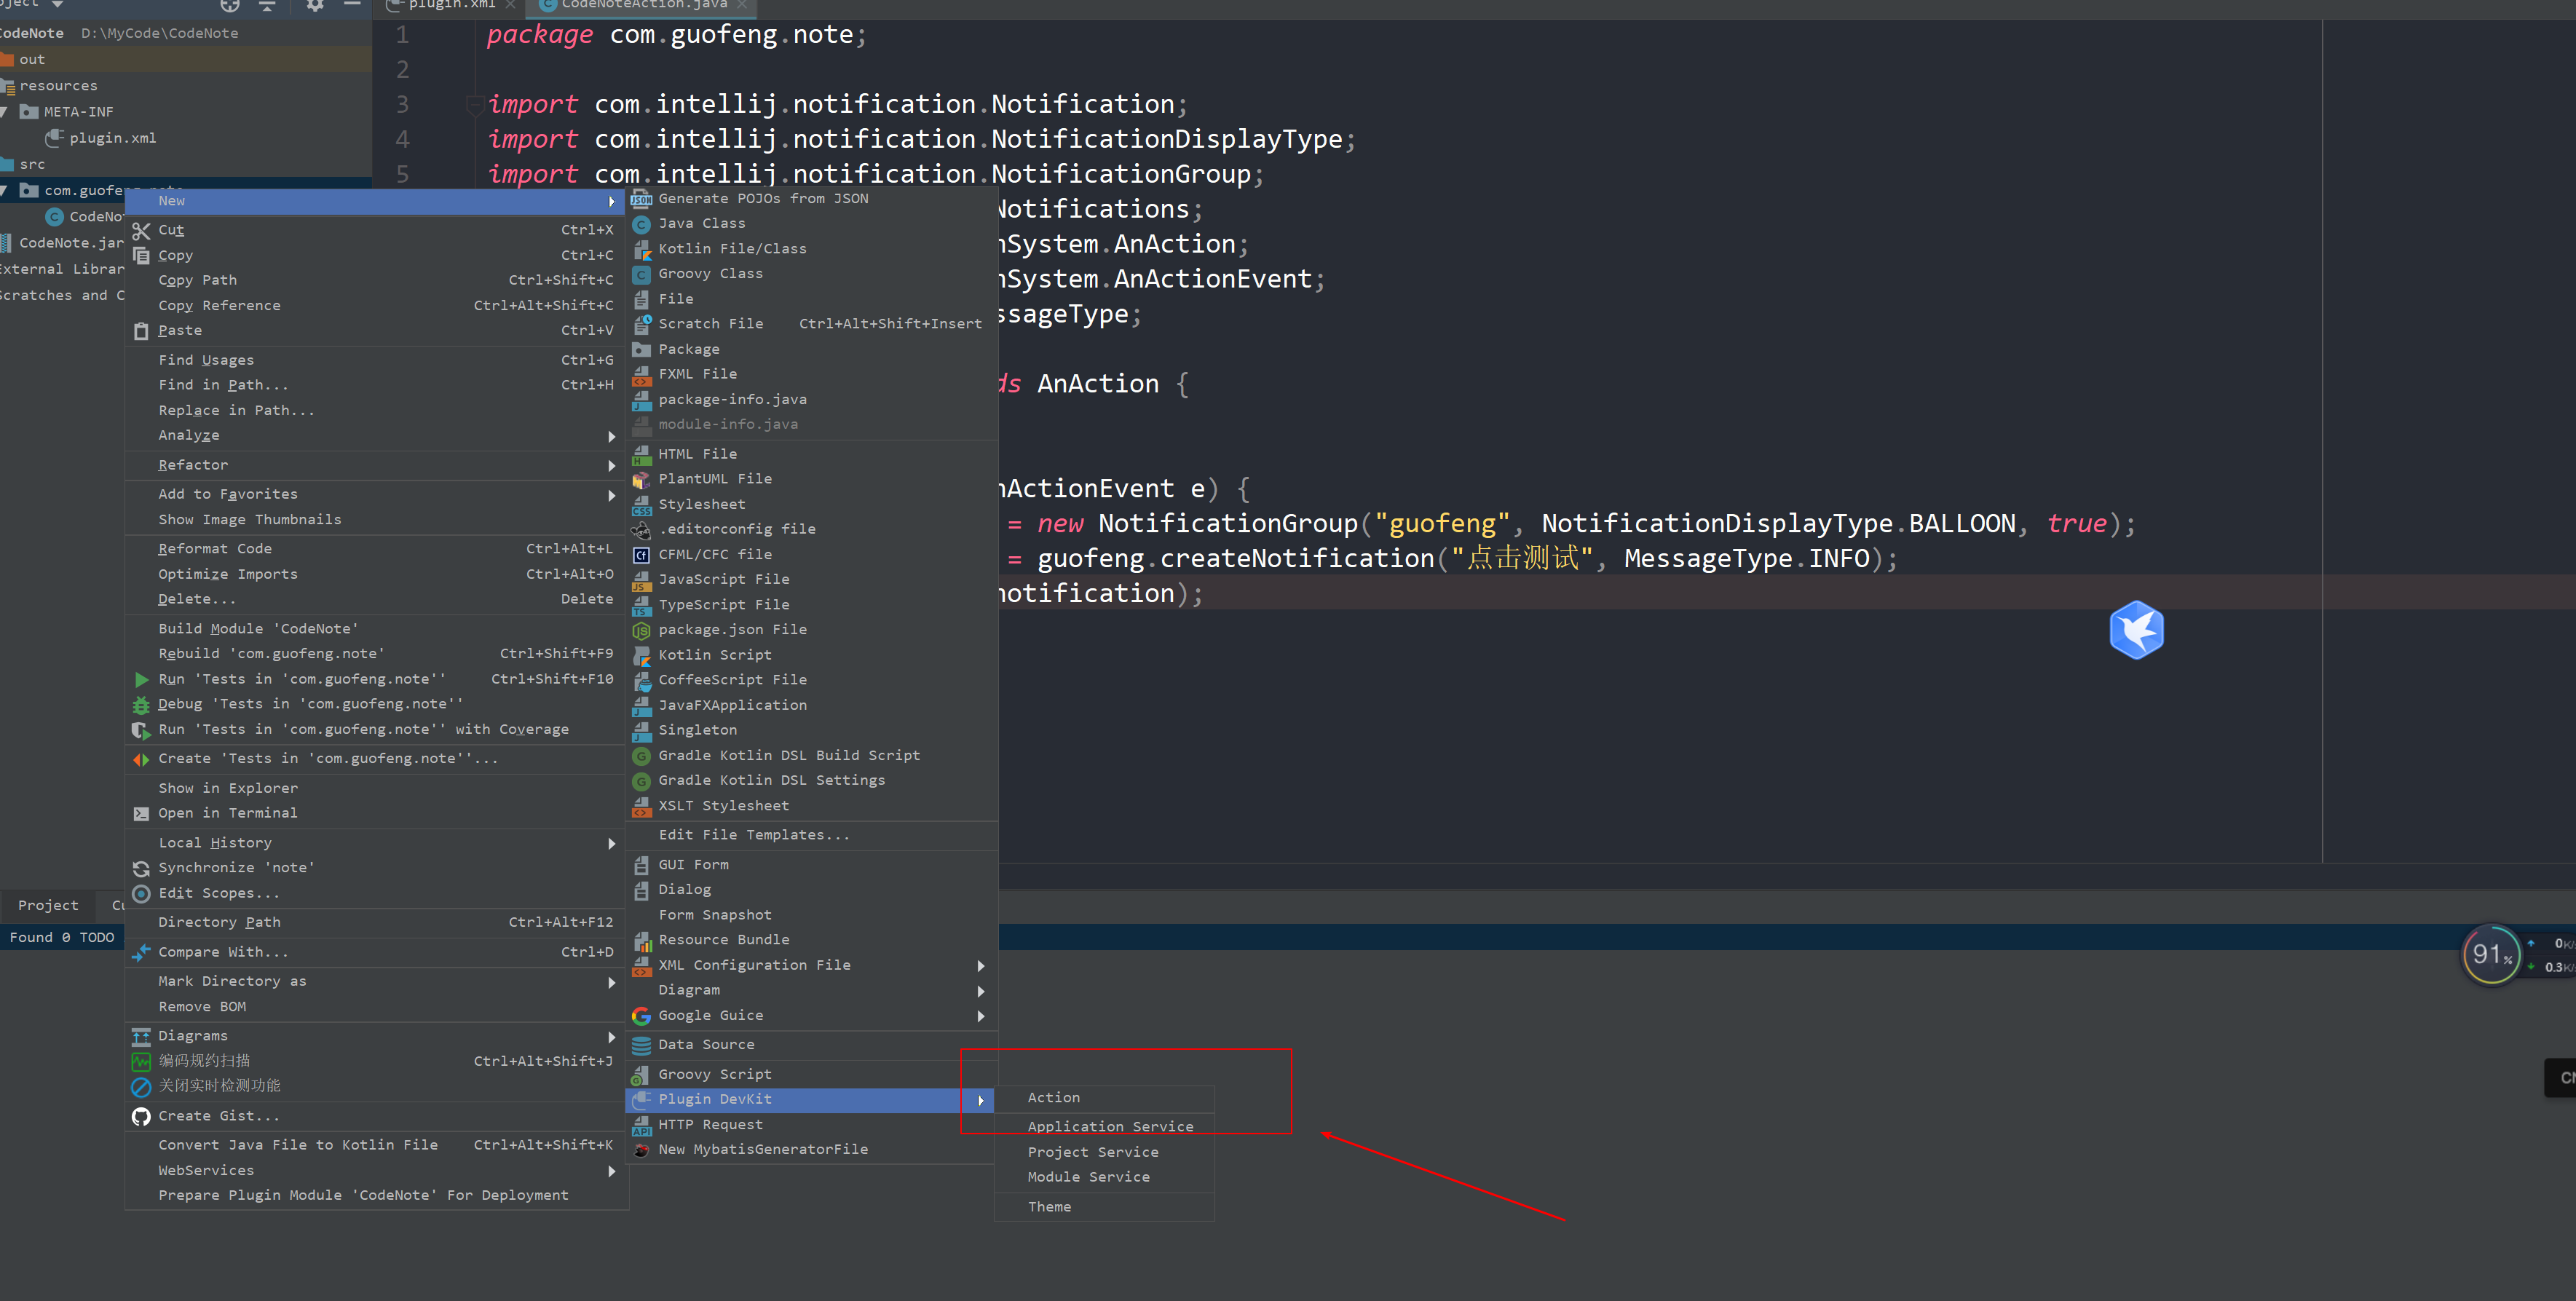 plugin.xml
CodeNoteAction.java
CodeNote D:\MyCode\CodeNote
out
resources
META-INF
plugin.xml
src
CodeNote.jar
1 package com.guofeng.note;
2
3 import com.intellij.notification.Notification;
4 import com.intellij.notification.NotificationDisplayType;
5 import com.intellij.notification.NotificationGroup;
Notifications;
System.AnAction;
System.AnActionEvent;
ssageType;
ds AnAction {
nActionEvent e) {
= new NotificationGroup("guofeng", NotificationDisplayType.BALLOON, true);
= guofeng.createNotification("点击测试", MessageType.INFO);
notification);
New
Cut Ctrl+X
Copy Ctrl+C
Copy Path Ctrl+Shift+C
Copy Reference Ctrl+Alt+Shift+C
Paste Ctrl+V
Find Usages Ctrl+G
Find in Path... Ctrl+H
Replace in Path...
Analyze
Refactor
Add to Favorites
Show Image Thumbnails
Reformat Code Ctrl+Alt+L
Optimize Imports Ctrl+Alt+O
Delete... Delete
Build Module 'CodeNote'
Rebuild 'com.guofeng.note' Ctrl+Shift+F9
Run 'Tests in 'com.guofeng.note'' Ctrl+Shift+F10
Debug 'Tests in 'com.guofeng.note''
Run 'Tests in 'com.guofeng.note'' with Coverage
Create 'Tests in 'com.guofeng.note''...
Show in Explorer
Open in Terminal
Local History
Synchronize 'note'
Edit Scopes...
Directory Path Ctrl+Alt+F12
Compare With... Ctrl+D
Mark Directory as
Remove BOM
Diagrams
编码规约扫描 Ctrl+Alt+Shift+J
关闭实时检测功能
Create Gist...
Convert Java File to Kotlin File Ctrl+Alt+Shift+K
WebServices
Prepare Plugin Module 'CodeNote' For Deployment
Generate POJOs from JSON
Java Class
Kotlin File/Class
Groovy Class
File
Scratch File Ctrl+Alt+Shift+Insert
Package
FXML File
package-info.java
module-info.java
HTML File
PlantUML File
Stylesheet
.editorconfig file
CFML/CFC file
JavaScript File
TypeScript File
package.json File
Kotlin Script
CoffeeScript File
JavaFXApplication
Singleton
Gradle Kotlin DSL Build Script
Gradle Kotlin DSL Settings
XSLT Stylesheet
Edit File Templates...
GUI Form
Dialog
Form Snapshot
Resource Bundle
XML Configuration File
Diagram
Google Guice
Data Source
Groovy Script
Plugin DevKit
HTTP Request
New MybatisGeneratorFile
Action
Application Service
Project Service
Module Service
Theme
Project
Found 0 TODO
91%
0K/
0.3K/